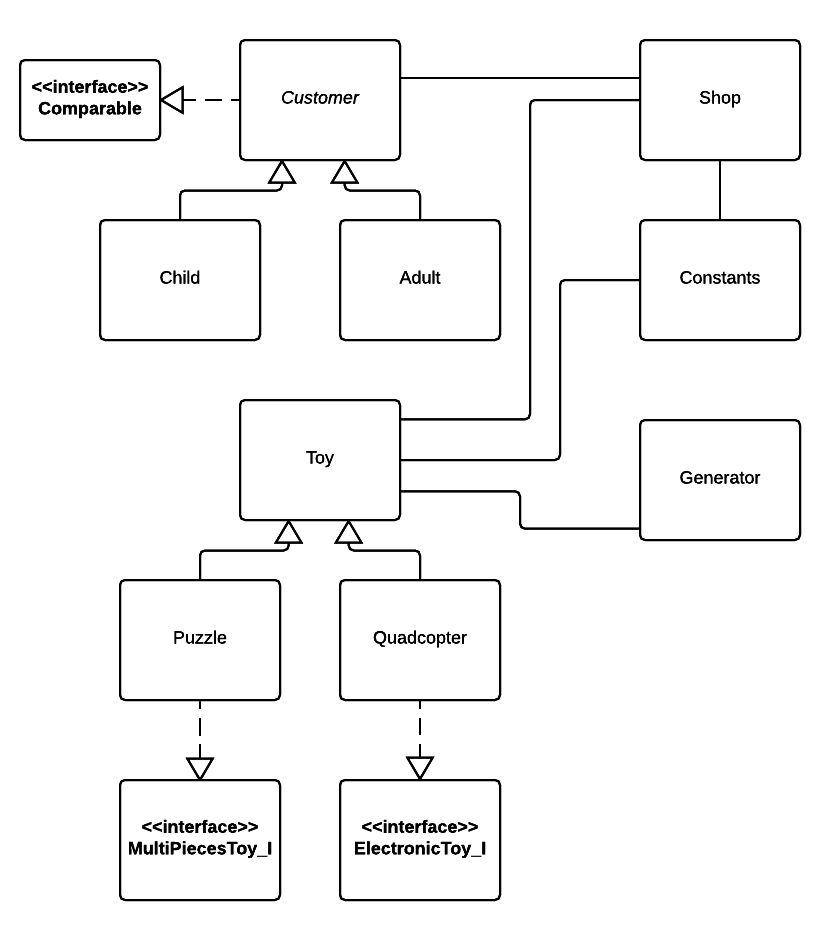 <<interface>>
Comparable
Customer
Shop
Child
Adult
Constants
Toy
Generator
Puzzle
Quadcopter
<<interface>>
MultiPiecesToy_I
<<interface>>
ElectronicToy_I